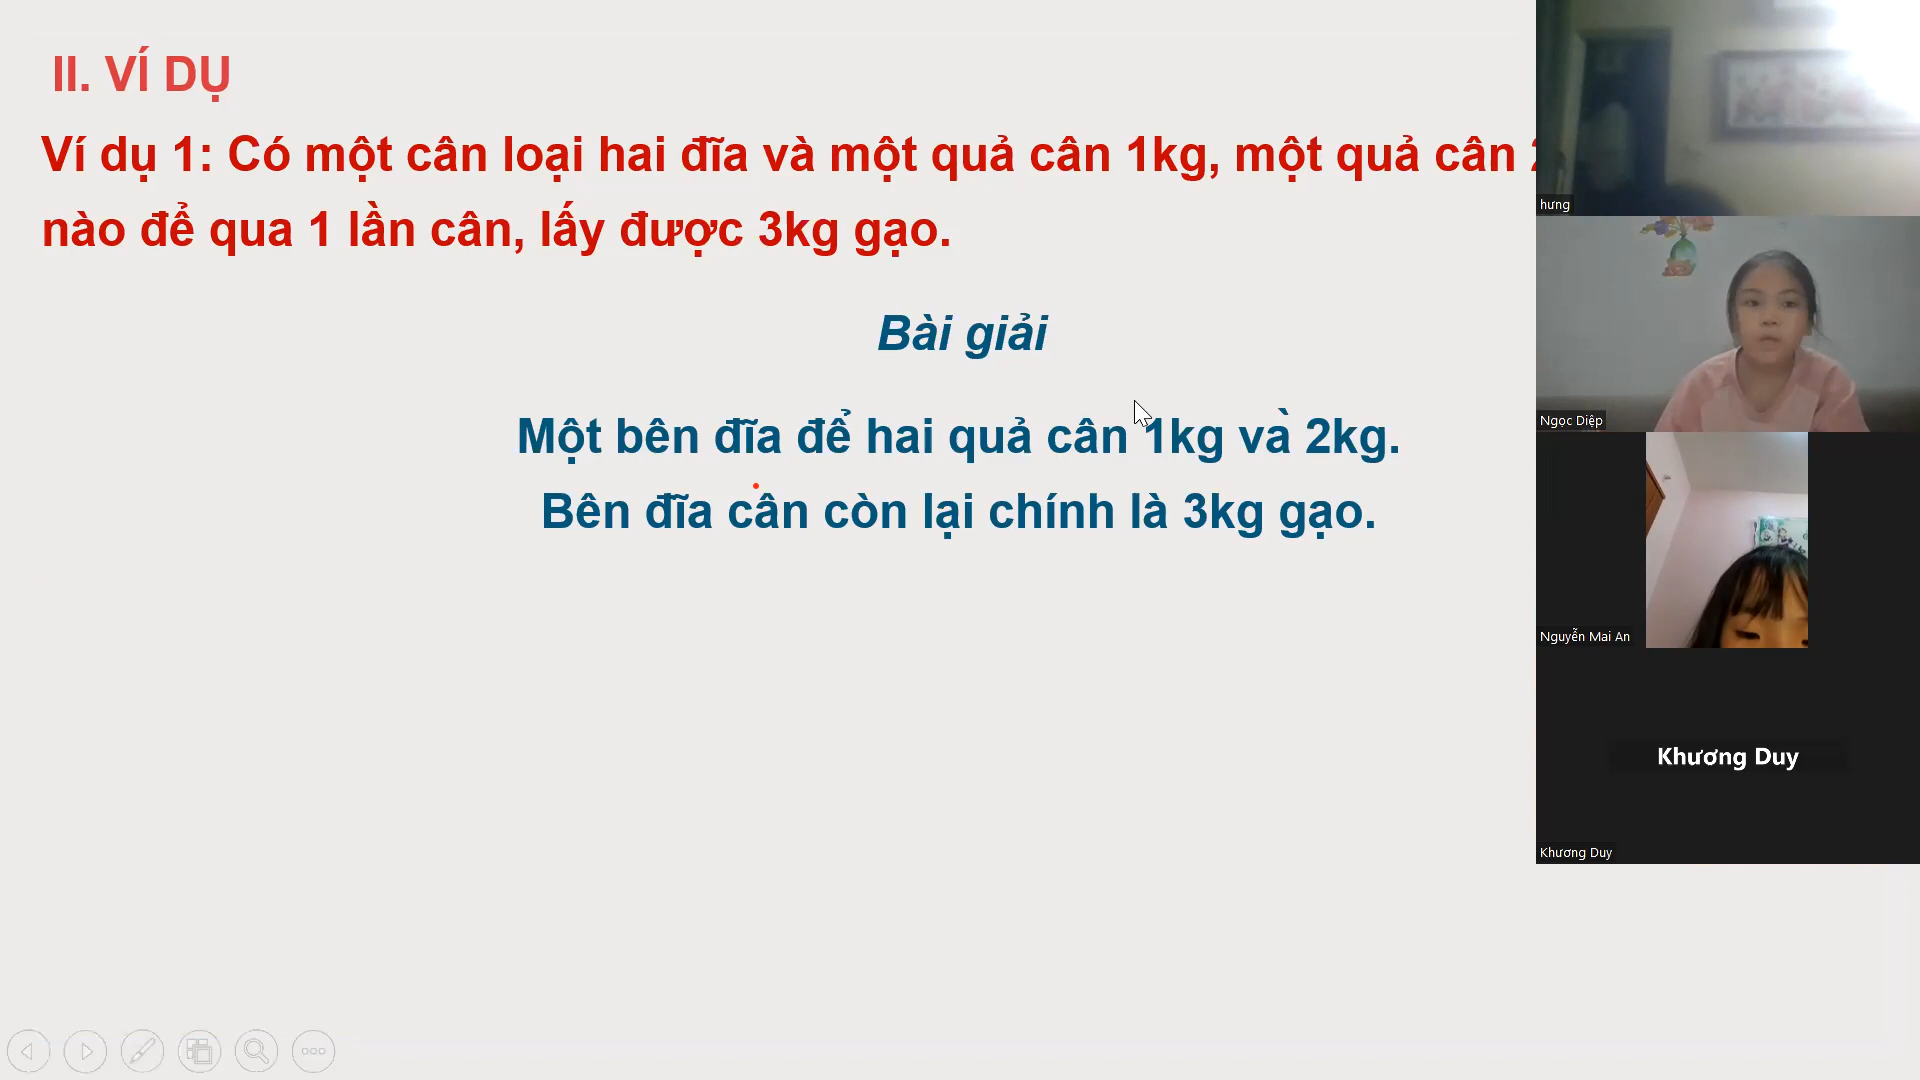 II. VÍ DỤ
Ví dụ 1: Có một cân loại hai đĩa và một quả cân 1kg, một quả cân
nào để qua 1 lần cân, lấy được 3kg gạo.
Bài giải
Một bên đĩa để hai quả cân 1kg và 2kg.
Bên đĩa cân còn lại chính là 3kg gạo.
hưng
Ngọc Diệp
Nguyễn Mai An
Khương Duy
Khương Duy